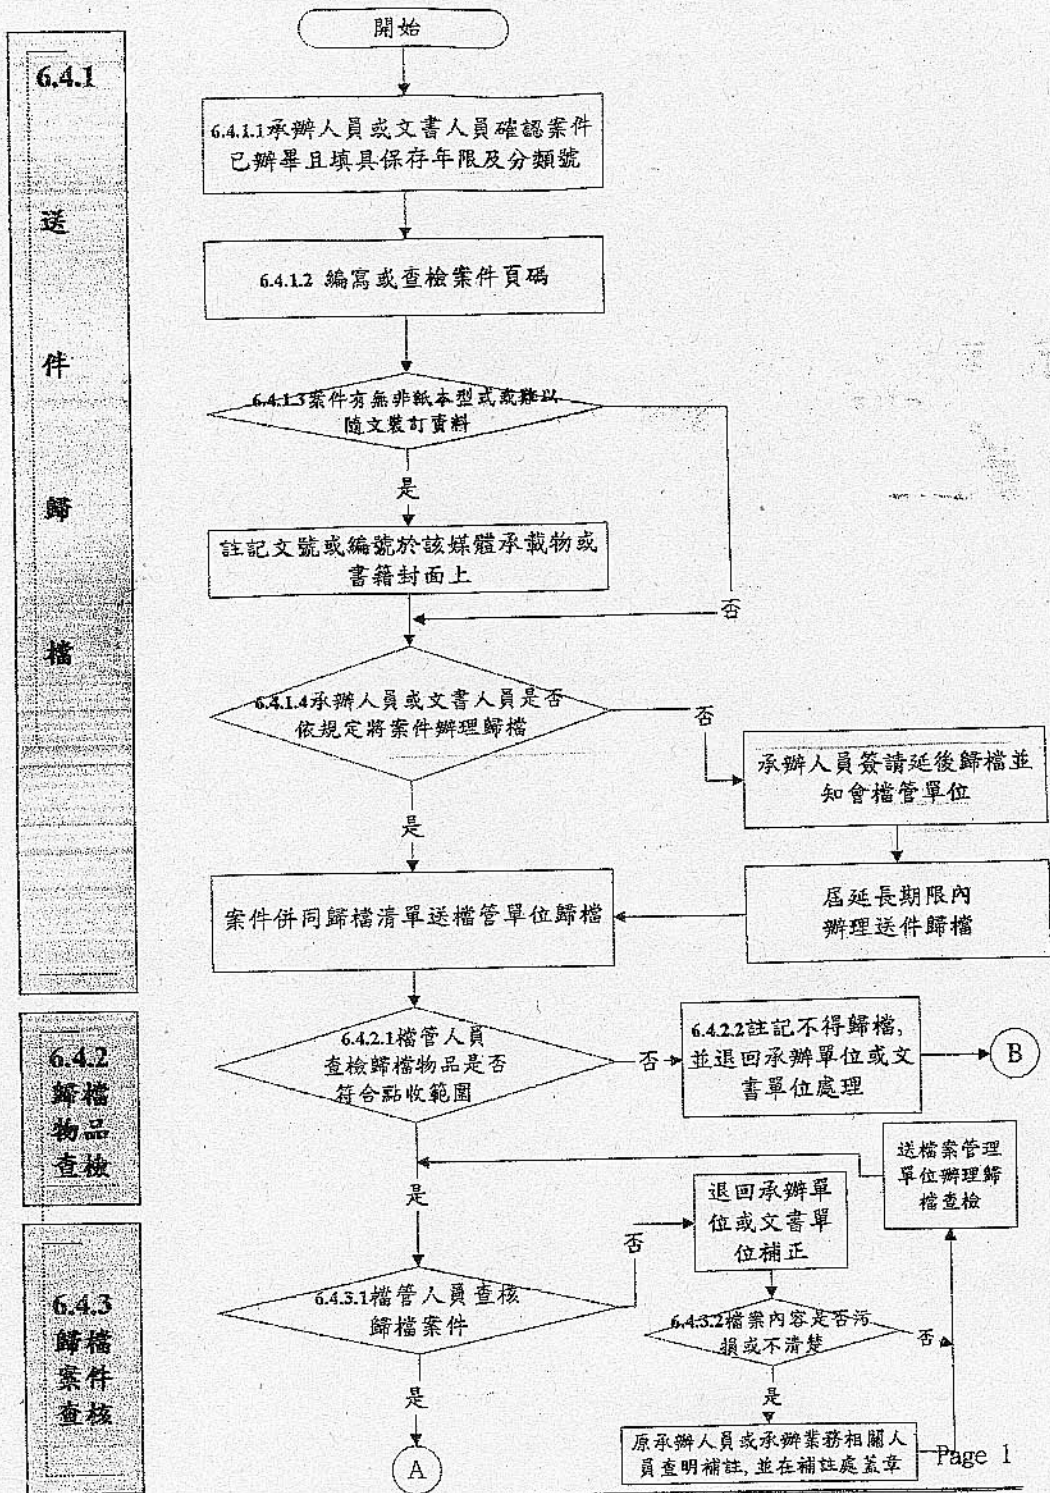 開始
6.4.1
送
件
歸
檔
6.4.1.1承辦人員或文書人員確認案件
已辦畢且填具保存年限及分類號
6.4.1.2 編寫或查檢案件頁碼
6.4.1.3案件有無非紙本型式或難以
隨文裝訂資料
是
註記文號或編號於該媒體承載物或
書籍封面上
否
6.4.1.4承辦人員或文書人員是否
依規定將案件辦理歸檔
否
承辦人員簽請延後歸檔並
知會檔管單位
是
屆延長期限內
辦理送件歸檔
案件併同歸檔清單送檔管單位歸檔
6.4.2
歸檔
物品
查檢
6.4.2.1檔管人員
查檢歸檔物品是否
符合點收範圍
否
6.4.2.2註記不得歸檔,
並退回承辦單位或文
書單位處理
B
是
送檔案管理
單位辦理歸
檔查檢
退回承辦單
位或文書單
位補正
否
6.4.3
歸檔
案件
查核
6.4.3.1檔管人員查核
歸檔案件
6.4.3.2檔案內容是否污
損或不清楚
否
是
是
A
原承辦人員或承辦業務相關人
員查明補註,並在補註處蓋章
Page 1